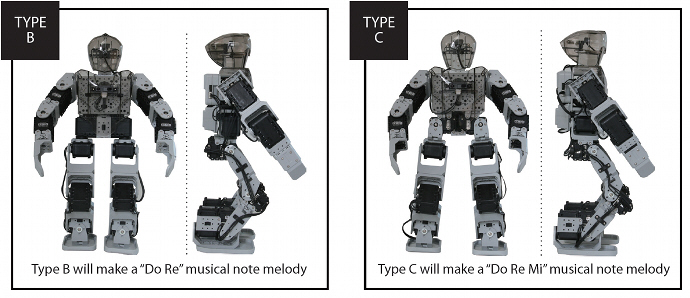 TYPE
B
Type B will make a "Do Re" musical note melody
TYPE
C
Type C will make a "Do Re Mi" musical note melody